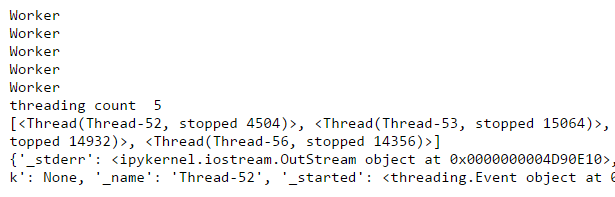 Worker
Worker
Worker
Worker
Worker
threading count  5
[<Thread(Thread-52, stopped 4504)>, <Thread(Thread-53, stopped 15064)>,
topped 14932)>, <Thread(Thread-56, stopped 14356)>]
{'_stderr': <ipykernel.iostream.OutStream object at 0x0000000004D90E10>,
k': None, '_name': 'Thread-52', '_started': <threading.Event object at